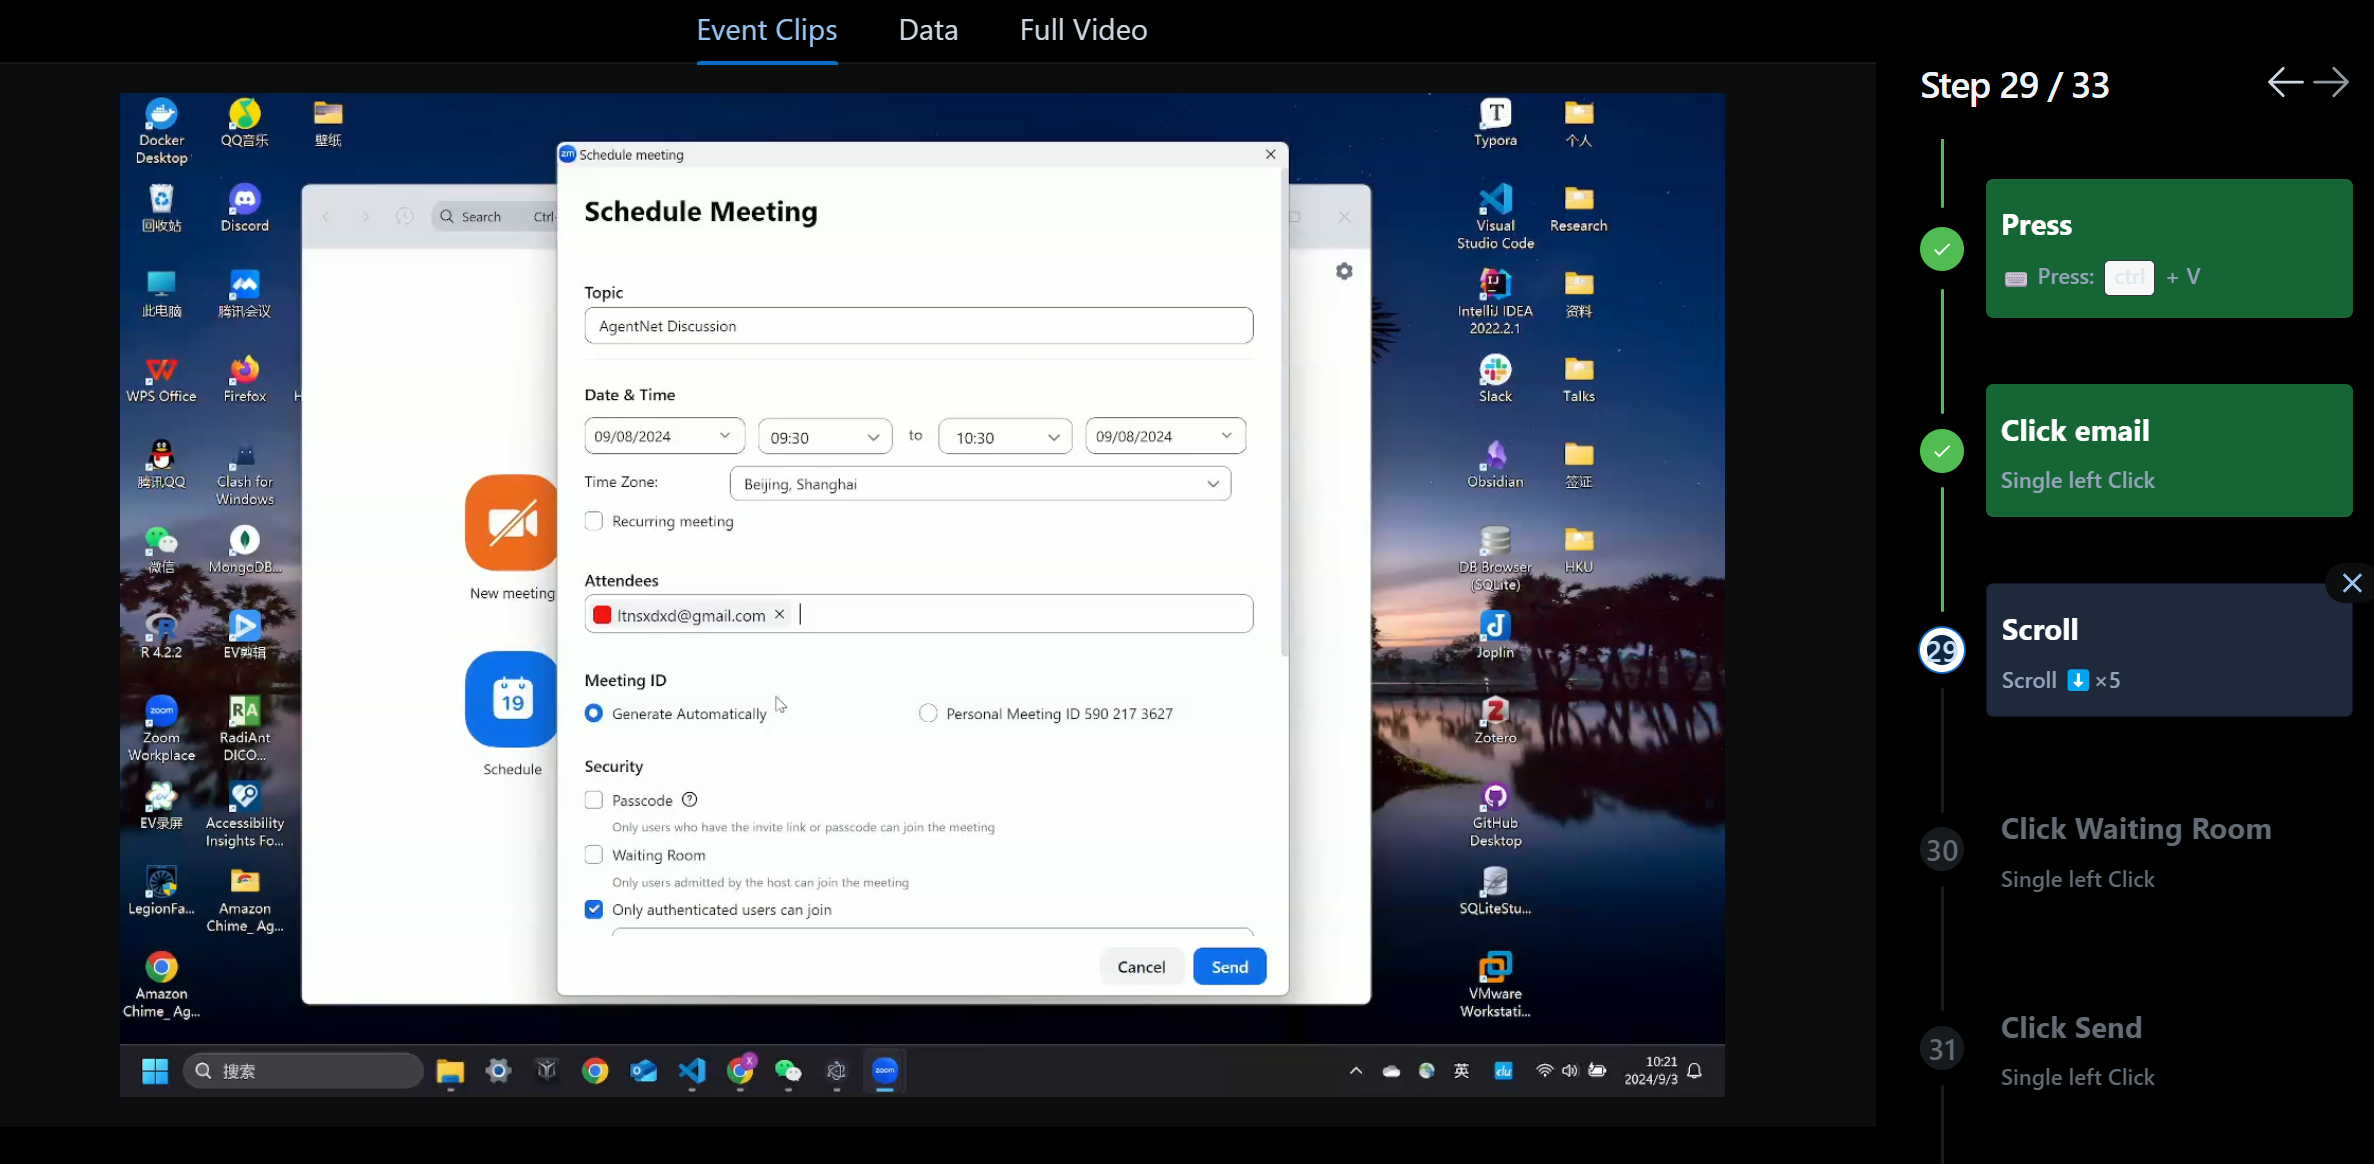 Event Clips
Data
Full Video
Step 29 / 33
Docker
Desktop
QQ音乐
壁纸
回收站
Discord
此电脑
腾讯会议
WPS Office
Firefox
H
腾讯QQ
Clash for
Windows
微信
MongoDB...
R 4.2.2
EV剪辑
zoom
Zoom
Workplace
RA
RadiAnt
DICO...
EV录屏
Accessibility
Insights Fo...
LegionFa...
Amazon
Chime_ Ag...
Amazon
Chime_ Ag...
Search
Ctrl-
New meeting
19
Schedule
zm
Schedule meeting
Schedule Meeting
Topic
AgentNet Discussion
Date & Time
09/08/2024
09:30
to
10:30
09/08/2024
Time Zone:
Beijing, Shanghai
Recurring meeting
Attendees
ltnsxdxd@gmail.com
Meeting ID
Generate Automatically
Personal Meeting ID 590 217 3627
Security
Passcode
Only users who have the invite link or passcode can join the meeting
Waiting Room
Only users admitted by the host can join the meeting
Only authenticated users can join
Cancel
Send
T
Typora
个人
Visual
Studio Code
Research
IJ
IntelliJ IDEA
2022.2.1
资料
Slack
Talks
Obsidian
签证
DB Browser
(SQLite)
HKU
J
Joplin
Z
Zotero
GitHub
Desktop
SQLiteStu...
VMware
Workstati...
搜索
X
zoom
英
du
10:21
2024/9/3
Press
Press: ctrl + V
Click email
Single left Click
29
Scroll
Scroll ⬇ ×5
30
Click Waiting Room
Single left Click
31
Click Send
Single left Click